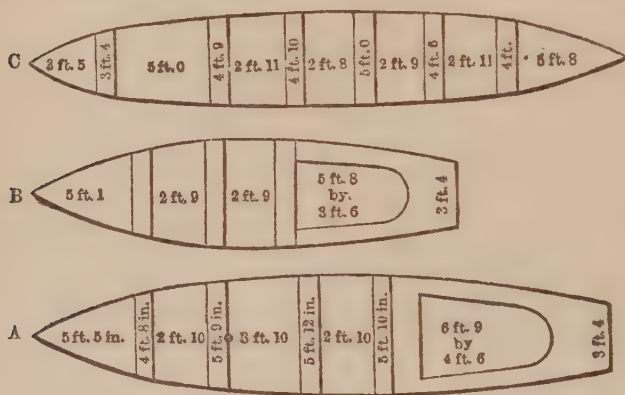 C
3 ft. 5
3 ft. 4
5 ft. 0
4 ft. 9
2 ft. 11
4 ft. 10
2 ft. 8
5 ft. 0
2 ft. 9
4 ft. 6
2 ft. 11
4 ft.
5 ft. 8
B
5 ft. 1
2 ft. 9
2 ft. 9
5 ft. 8
by.
3 ft. 6
3 ft. 4
A
5 ft. 5 in.
4 ft. 8 in.
2 ft. 10
5 ft. 9 in.
3 ft. 10
5 ft. 12 in.
2 ft. 10
5 ft. 10 in.
6 ft. 9
by
4 ft. 6
3 ft. 4